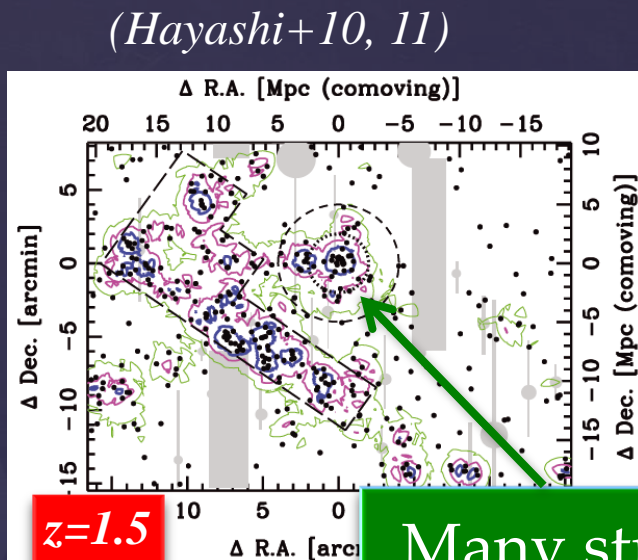 (Hayashi+10, 11)
Δ R.A. [Mpc (comoving)]
20 15 10 5 0 −5 −10 −15
10
5
0
−5
−10
−15
Δ Dec. [arcmin]
5
0
−5
−10
−15
Δ Dec. [Mpc (comoving)]
10 5 0
Δ R.A. [arc
z=1.5
Many